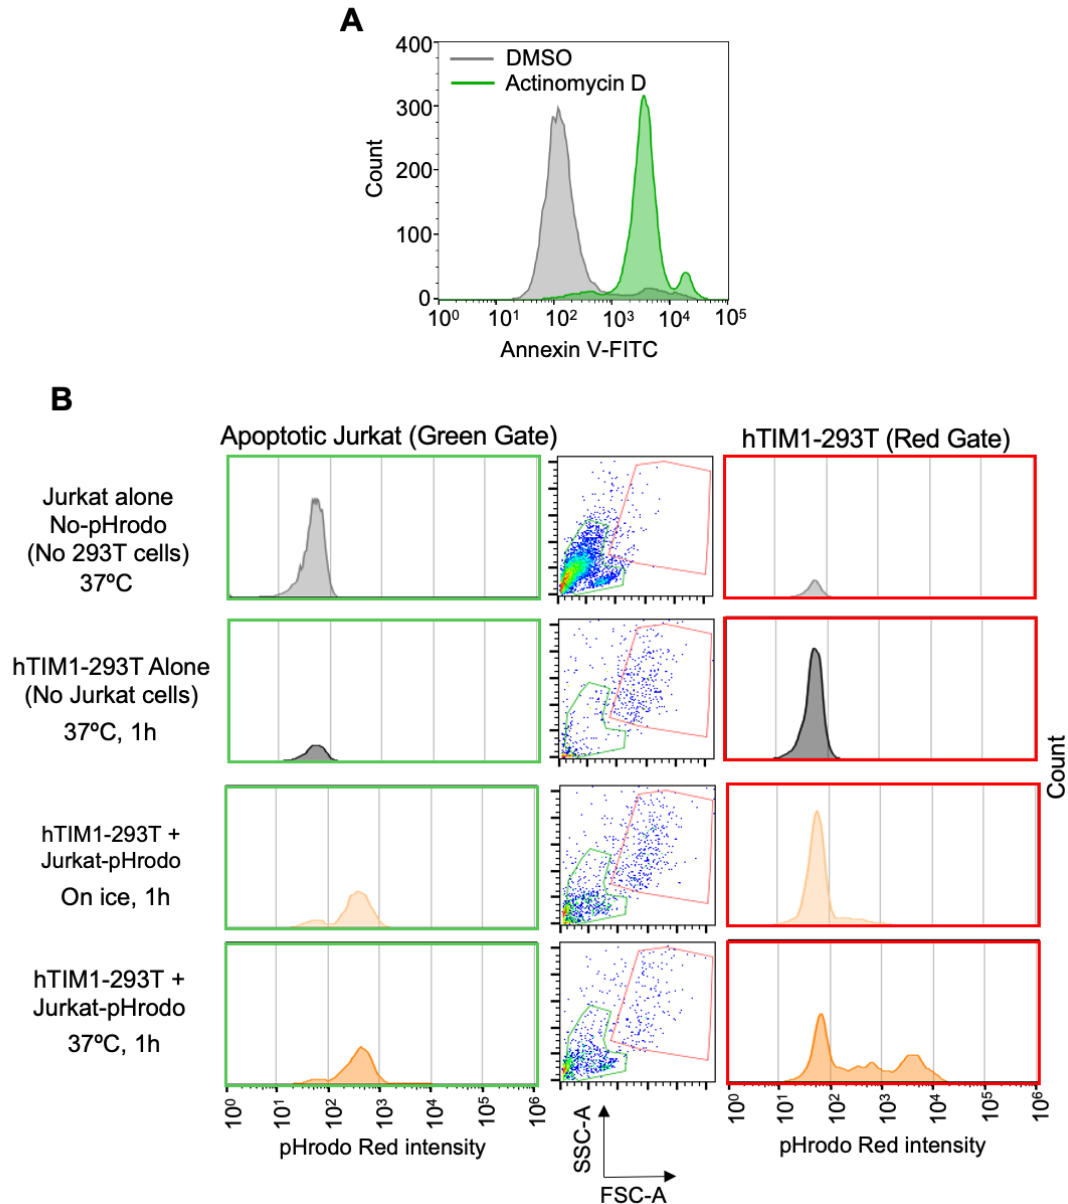 A
400
300
200
100
0
Count
DMSO
Actinomycin D
10⁰ 10¹ 10² 10³ 10⁴ 10⁵
Annexin V-FITC
B
Apoptotic Jurkat (Green Gate)
hTIM1-293T (Red Gate)
Jurkat alone
No-pHrodo
(No 293T cells)
37ºC
hTIM1-293T Alone
(No Jurkat cells)
37ºC, 1h
hTIM1-293T +
Jurkat-pHrodo
On ice, 1h
hTIM1-293T +
Jurkat-pHrodo
37ºC, 1h
Count
10⁰ 10¹ 10² 10³ 10⁴ 10⁵ 10⁶
pHrodo Red intensity
SSC-A
FSC-A
10⁰ 10¹ 10² 10³ 10⁴ 10⁵ 10⁶
pHrodo Red intensity